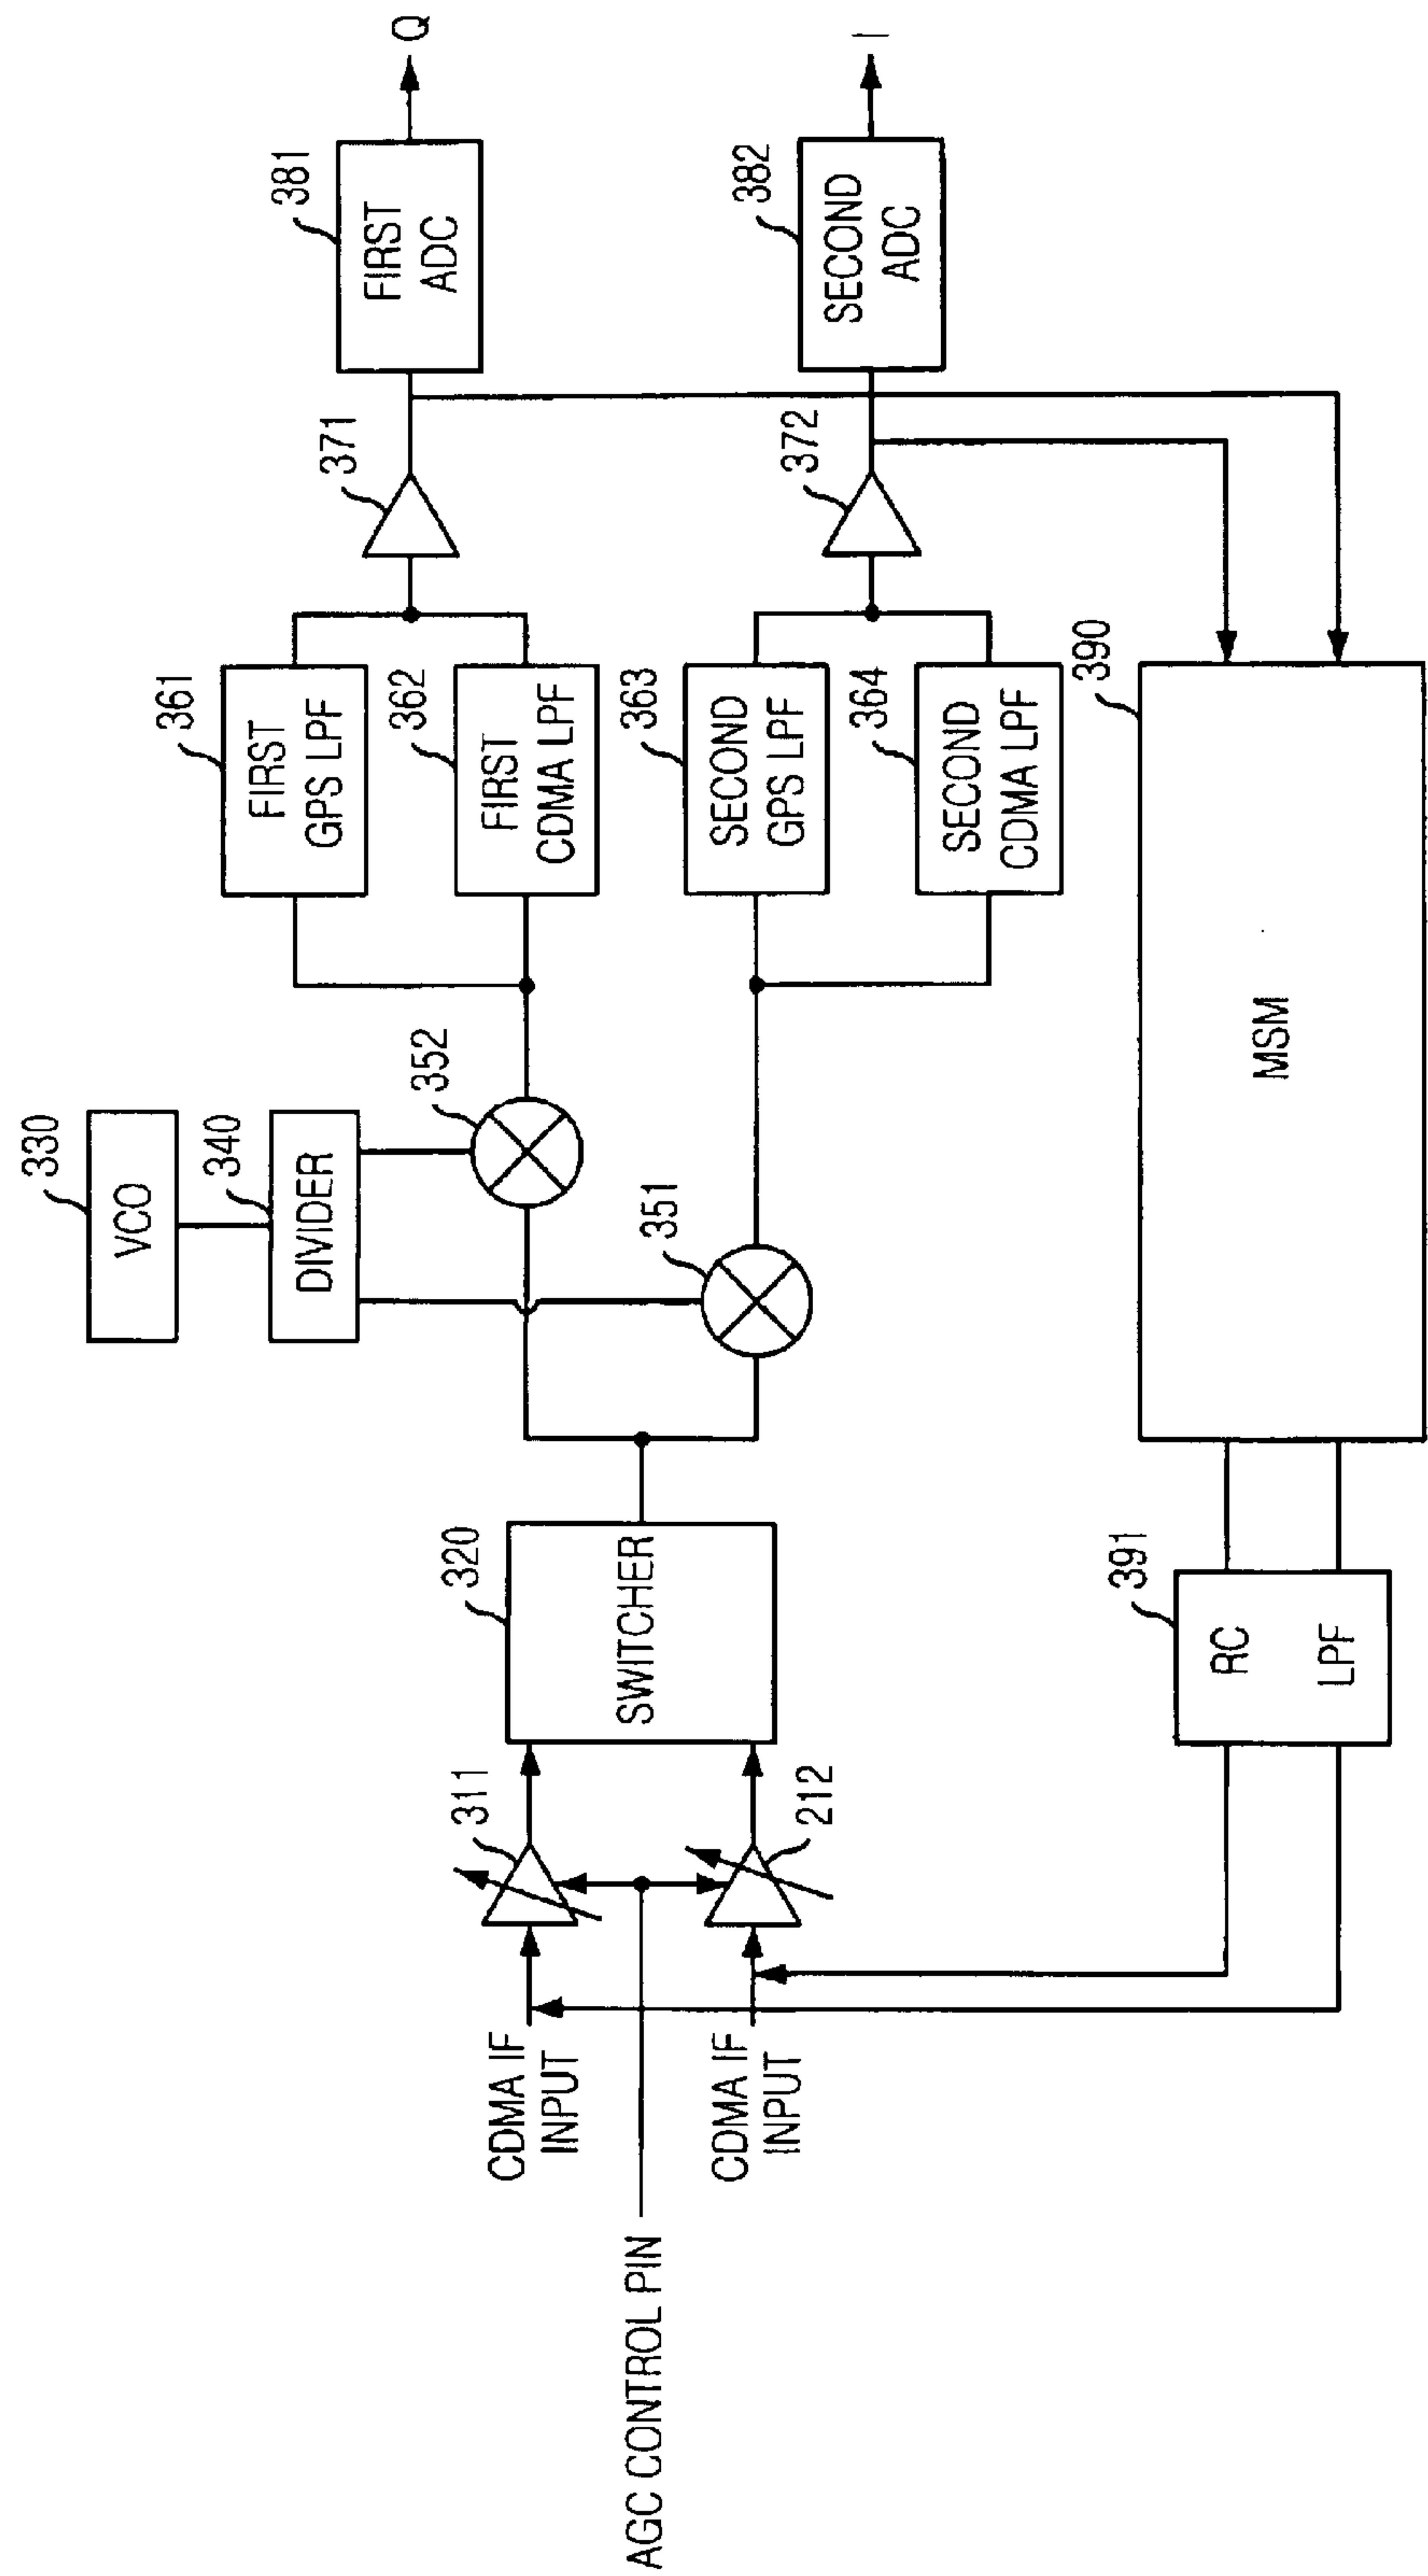 330
VCO
340
DIVIDER
352
351
361
FIRST
GPS LPF
362
FIRST
CDMA LPF
363
SECOND
GPS LPF
364
SECOND
CDMA LPF
371
372
381
FIRST
ADC
Q
382
SECOND
ADC
I
320
SWITCHER
311
212
CDMA IF
INPUT
CDMA IF
INPUT
AGC CONTROL PIN
390
MSM
391
RC
LPF